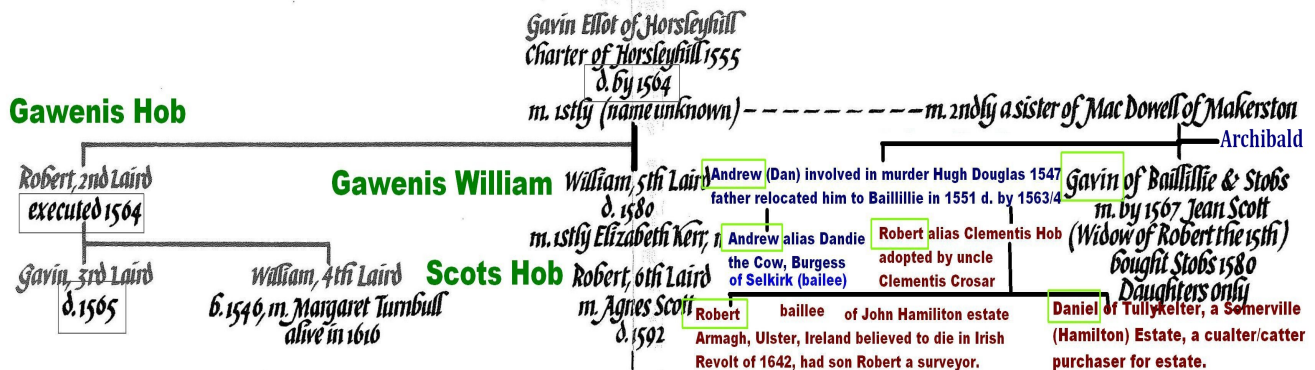 Gavin Ellot of Horsleyhill
Charter of Horsleyhill 1555
d. by 1564
m. 1stly (name unknown)
m. 2ndly a sister of Mac Dowell of Makerston
Archibald
Gawenis Hob
Robert, 2nd Laird
executed 1564
Gavin, 3rd Laird
d. 1565
William, 4th Laird
b. 1546, m. Margaret Turnbull
alive in 1616
Gawenis William
William, 5th Laird
d. 1580
m. 1stly Elizabeth Kerr,
Scots Hob
Robert, 6th Laird
m. Agnes Scott
d. 1592
Andrew (Dan) involved in murder Hugh Douglas 1547
father relocated him to Baillillie in 1551 d. by 1563/4
Andrew alias Dandie
the Cow, Burgess
of Selkirk (bailee)
Robert alias Clementis Hob
adopted by uncle
Clementis Crosar
Gavin of Baillillie & Stobs
m. by 1567 Jean Scott
(Widow of Robert the 15th)
bought Stobs 1580
Daughters only
Robert baillee of John Hamiliton estate
Armagh, Ulster, Ireland believed to die in Irish
Revolt of 1642, had son Robert a surveyor.
Daniel of Tullykelter, a Somerville
(Hamilton) Estate, a cualter/catter
purchaser for estate.